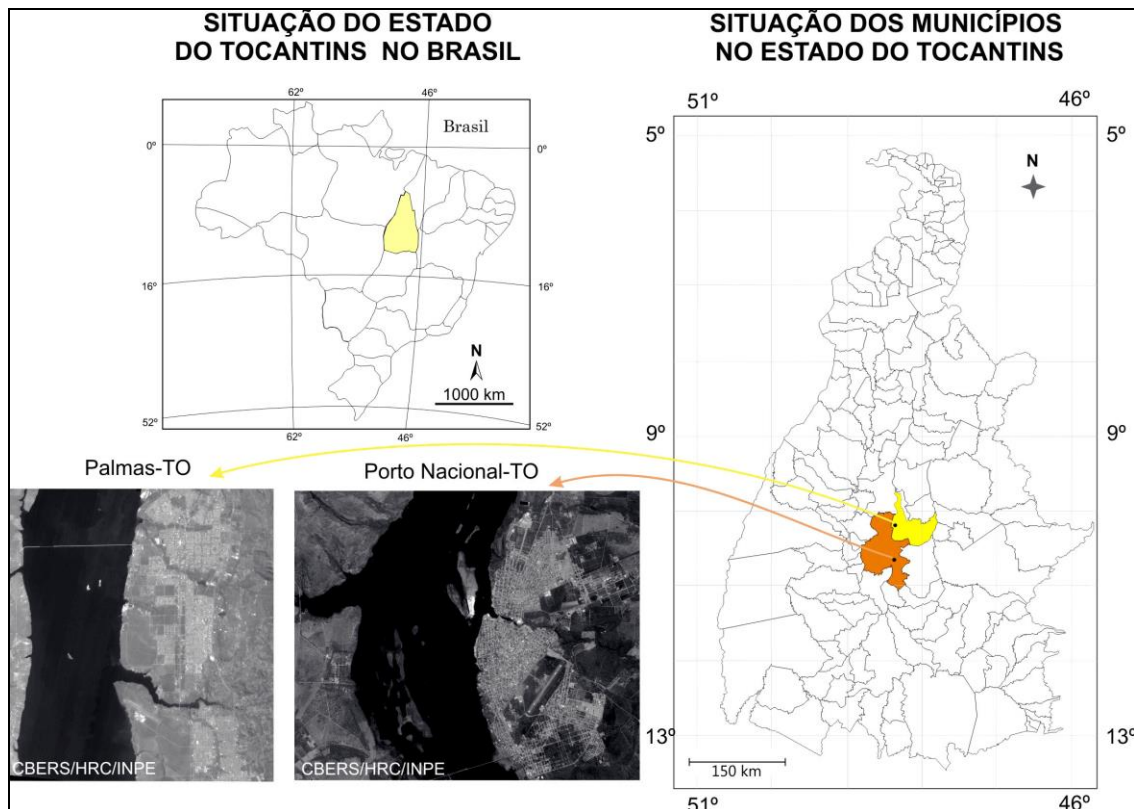 SITUAÇÃO DO ESTADO
DO TOCANTINS NO BRASIL
62º
46º
Brasil
0º
0º
16º
16º
N
1000 km
52º
52º
62º
46º
SITUAÇÃO DOS MUNICÍPIOS
NO ESTADO DO TOCANTINS
51º
46º
5º
5º
N
9º
9º
13º
13º
150 km
51º
46º
Palmas-TO
Porto Nacional-TO
CBERS/HRC/INPE
CBERS/HRC/INPE